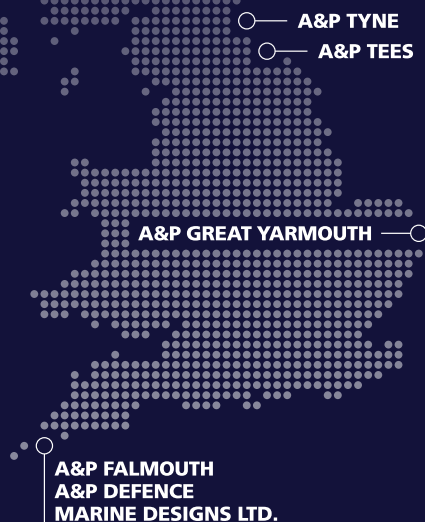 A&P TYNE
A&P TEES
A&P GREAT YARMOUTH
A&P FALMOUTH
A&P DEFENCE
MARINE DESIGNS LTD.